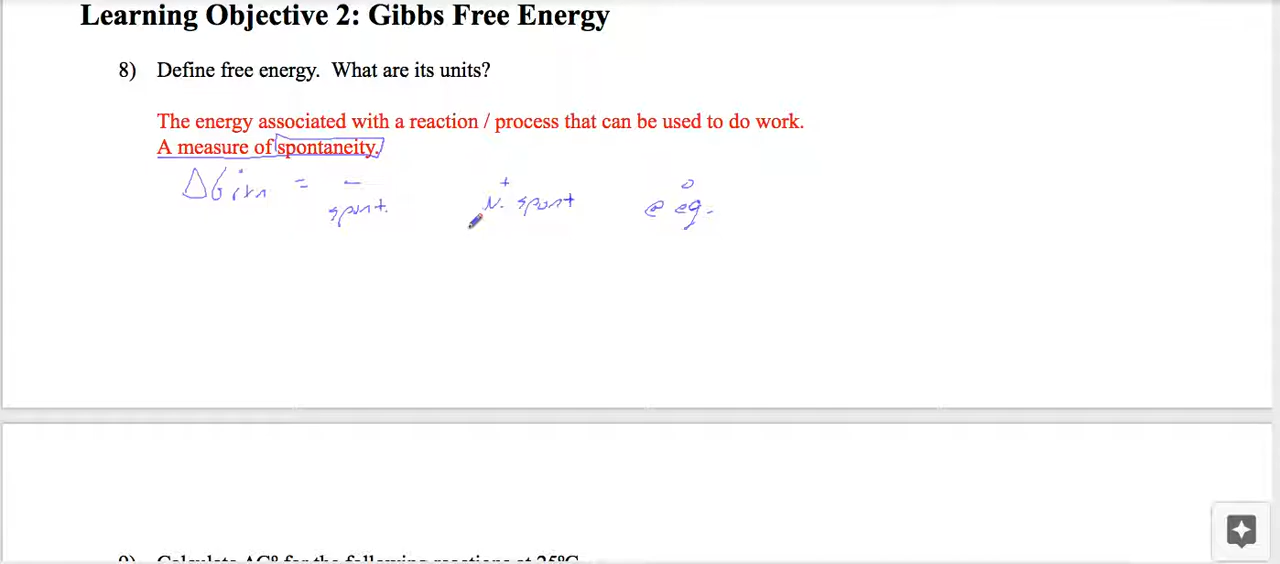 Learning Objective 2: Gibbs Free Energy
8) Define free energy. What are its units?
The energy associated with a reaction / process that can be used to do work.
A measure of spontaneity.
= − + 0
spont. N. spont @ eq.